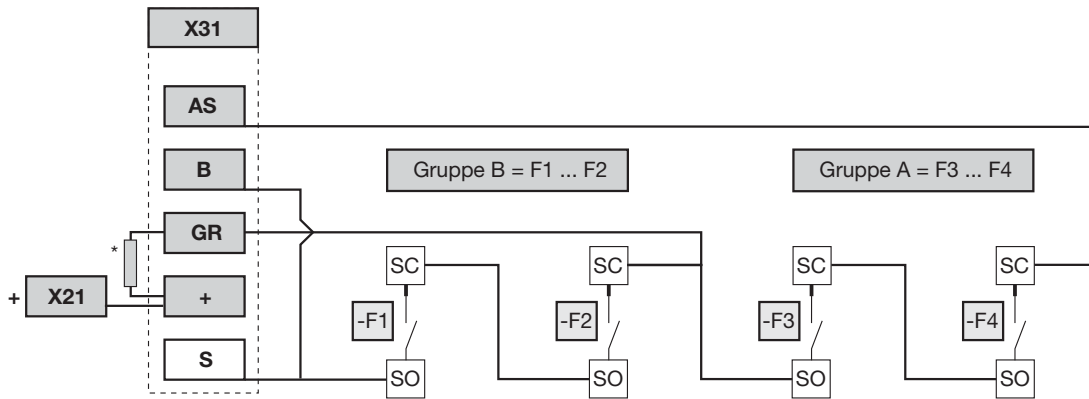 X31
AS
B
Gruppe B = F1 ... F2
Gruppe A = F3 ... F4
GR
*
+ X21
+
SC
SC
SC
SC
-F1
-F2
-F3
-F4
S
SO
SO
SO
SO